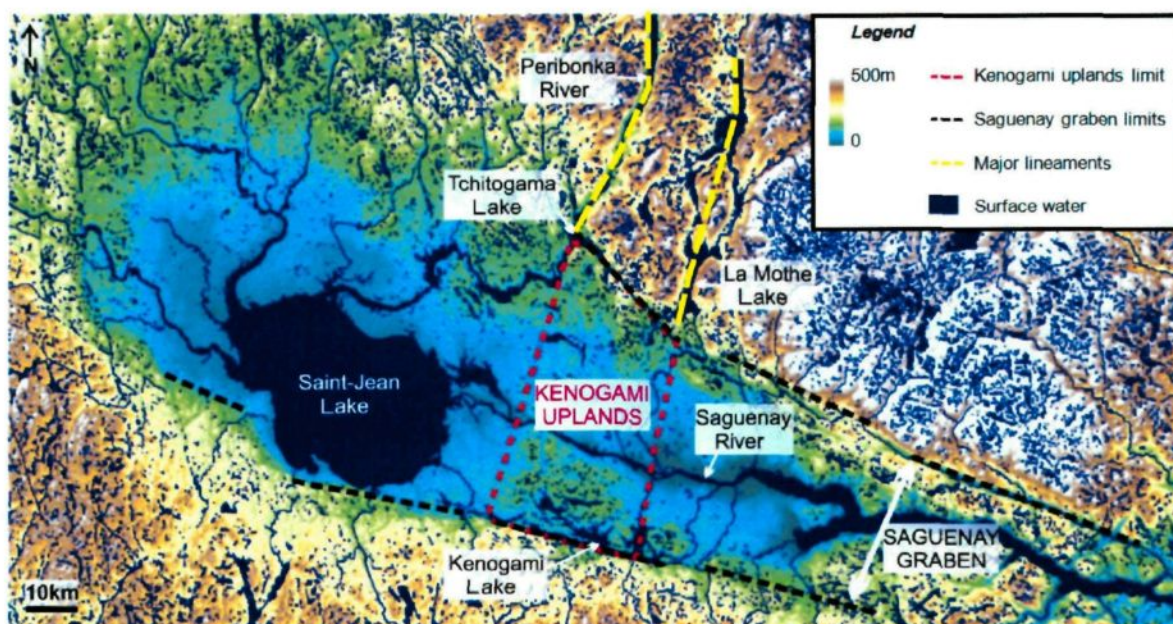 N
Peribonka
River
Tchitogama
Lake
La Mothe
Lake
Saint-Jean
Lake
KENOGAMI
UPLANDS
Saguenay
River
Kenogami
Lake
SAGUENAY
GRABEN
10km
Legend
500m
0
Kenogami uplands limit
Saguenay graben limits
Major lineaments
Surface water